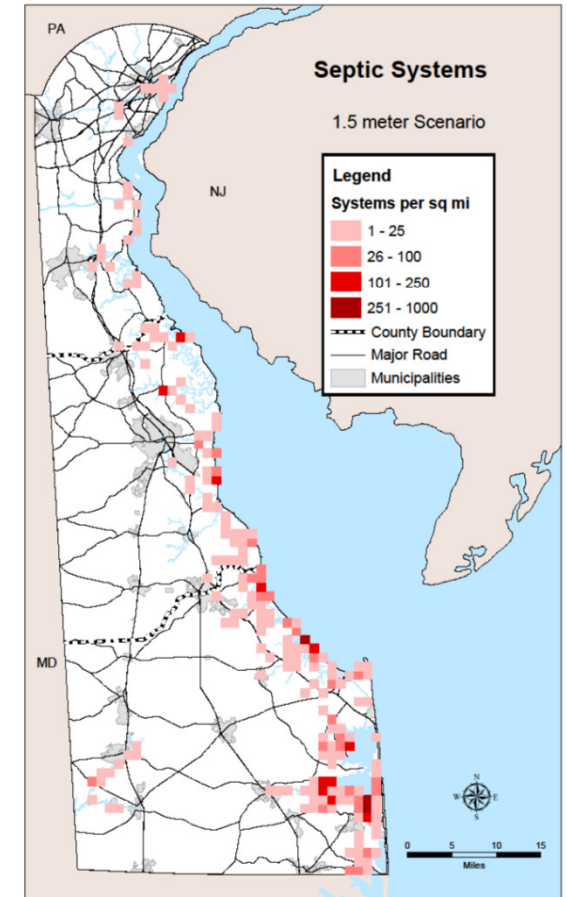 PA
Septic Systems
1.5 meter Scenario
NJ
Legend
Systems per sq mi
1 - 25
26 - 100
101 - 250
251 - 1000
County Boundary
Major Road
Municipalities
MD
N
W E
S
0 5 10 15
Miles